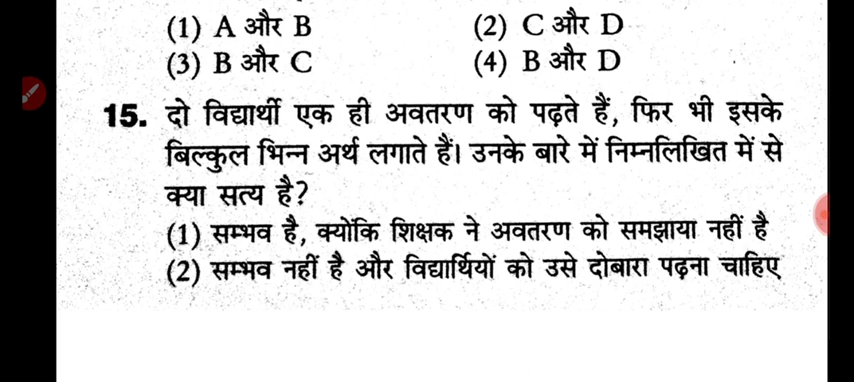 (1) A और B (2) C और D
(3) B और C (4) B और D
15. दो विद्यार्थी एक ही अवतरण को पढ़ते हैं, फिर भी इसके
बिल्कुल भिन्न अर्थ लगाते हैं। उनके बारे में निम्नलिखित में से
क्या सत्य है?
(1) सम्भव है, क्योंकि शिक्षक ने अवतरण को समझाया नहीं है
(2) सम्भव नहीं है और विद्यार्थियों को उसे दोबारा पढ़ना चाहिए